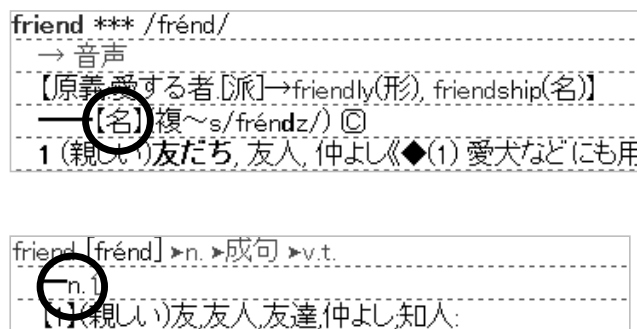 friend *** /frénd/
→ 音声
【原義:愛する者.[派]→friendly(形), friendship(名)】
━━【名】(複~s/fréndz/) Ⓒ
1 (親しい)友だち, 友人, 仲よし《◆(1) 愛犬などにも用
friend [frénd] ➤n. ➤成句 ➤v.t.
━n. 1
【1】(親しい)友,友人,友達,仲よし,知人: